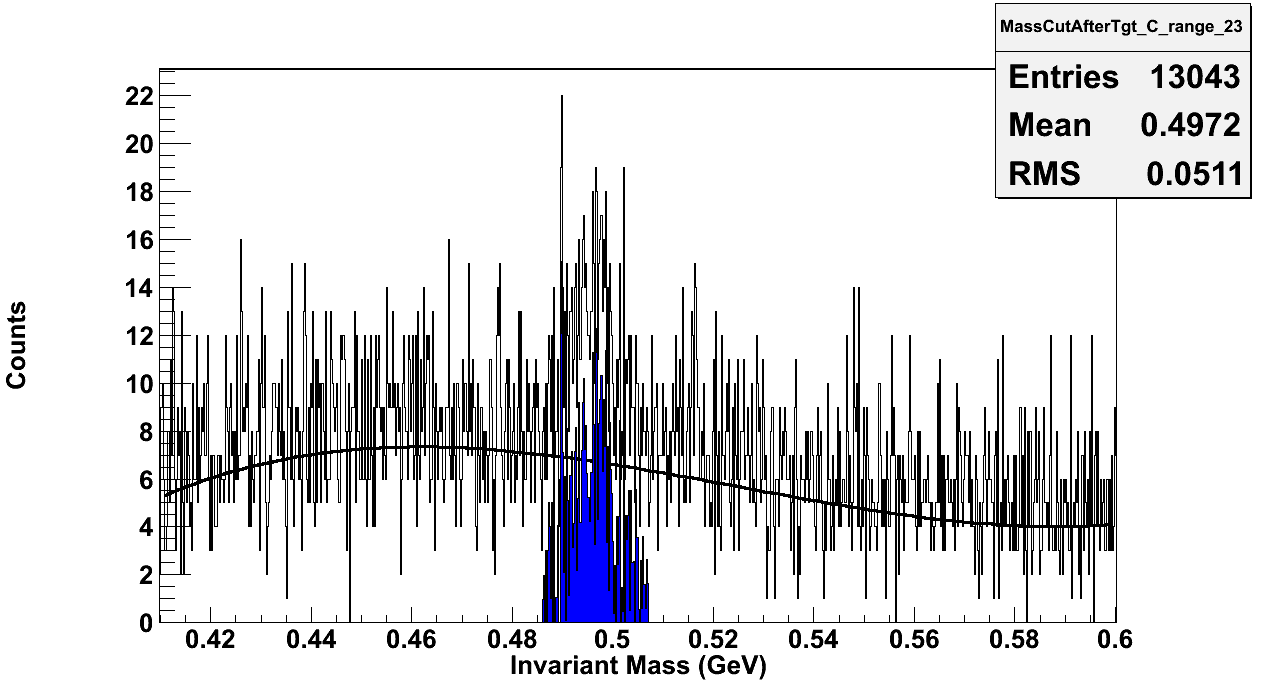 MassCutAfterTgt_C_range_23
Entries 13043
Mean 0.4972
RMS 0.0511
Counts
22
20
18
16
14
12
10
8
6
4
2
0
0.42 0.44 0.46 0.48 0.5 0.52 0.54 0.56 0.58 0.6
Invariant Mass (GeV)